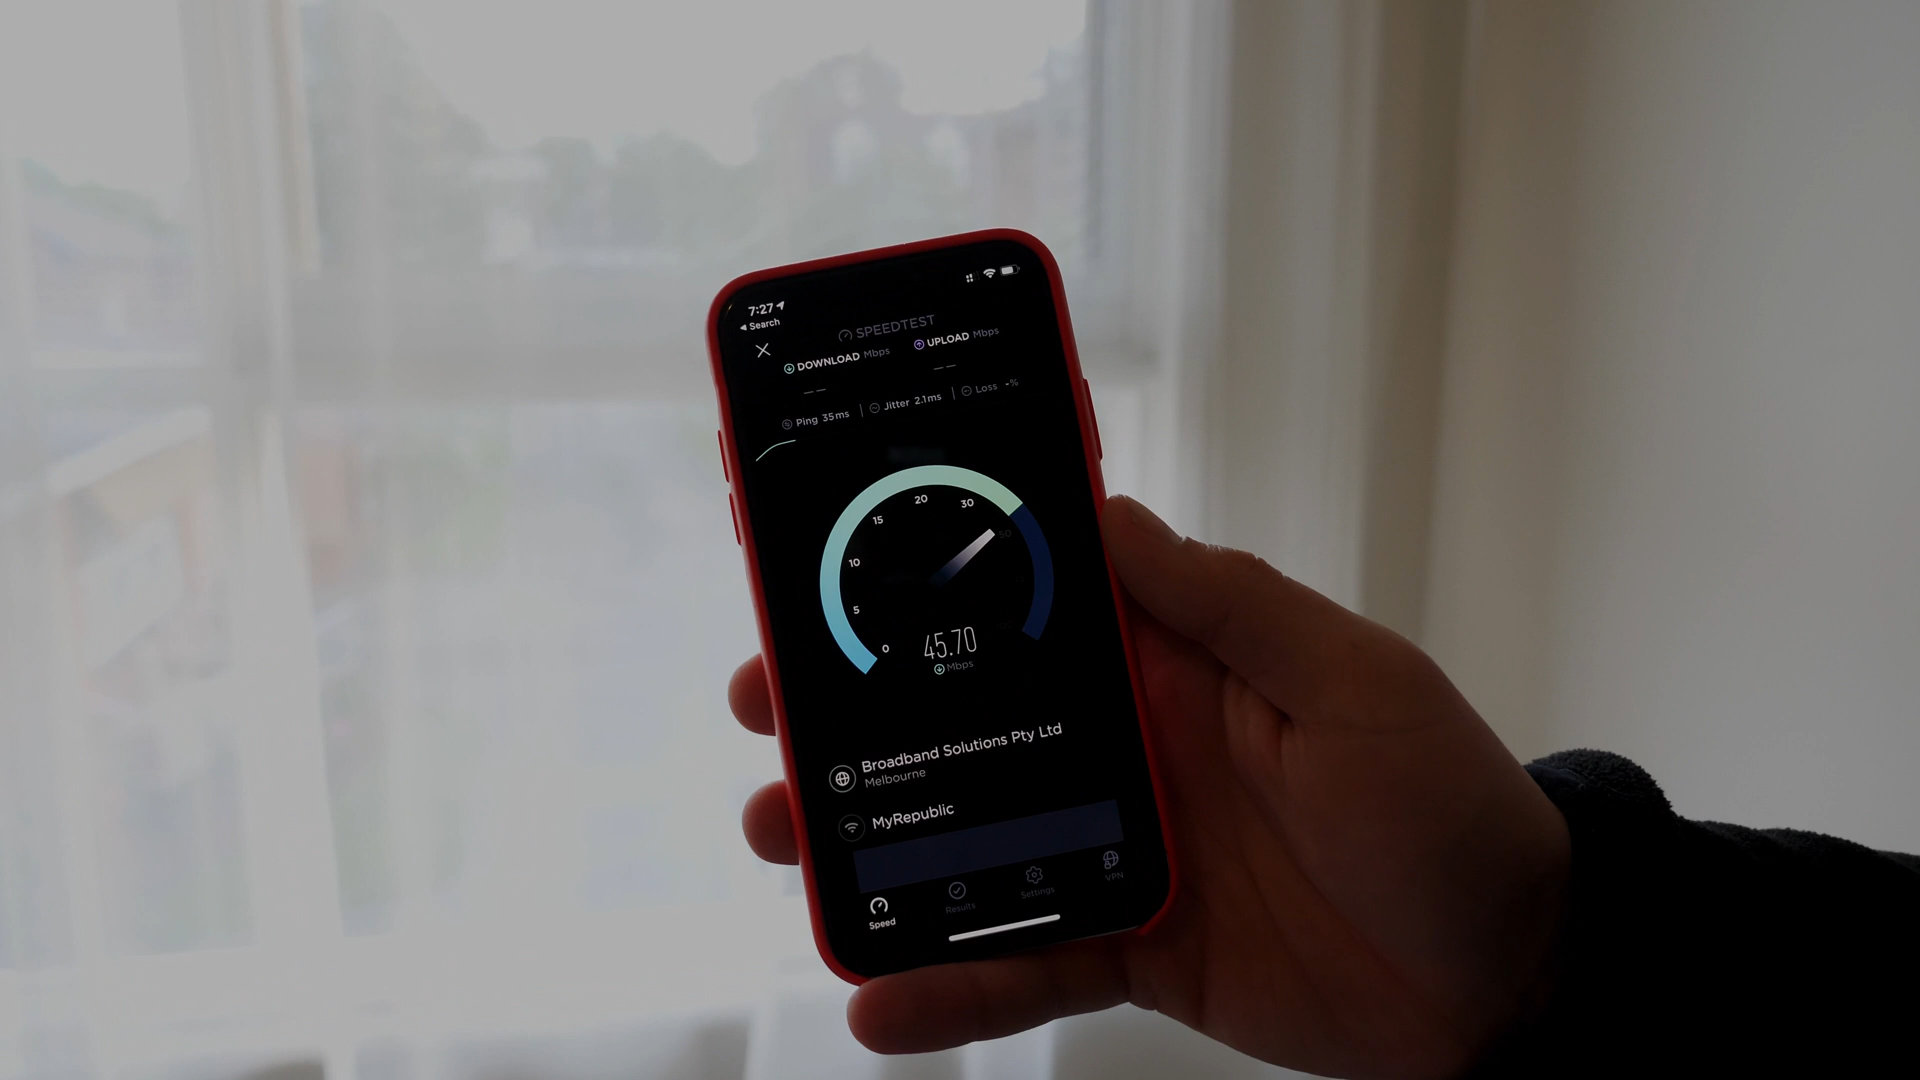 7:27
Search
SPEEDTEST
DOWNLOAD Mbps
UPLOAD Mbps
Ping 35ms
Jitter 2.1ms
Loss -%
0
5
10
15
20
30
50
45.70
Mbps
Broadband Solutions Pty Ltd
Melbourne
MyRepublic
Speed
Results
Settings
VPN